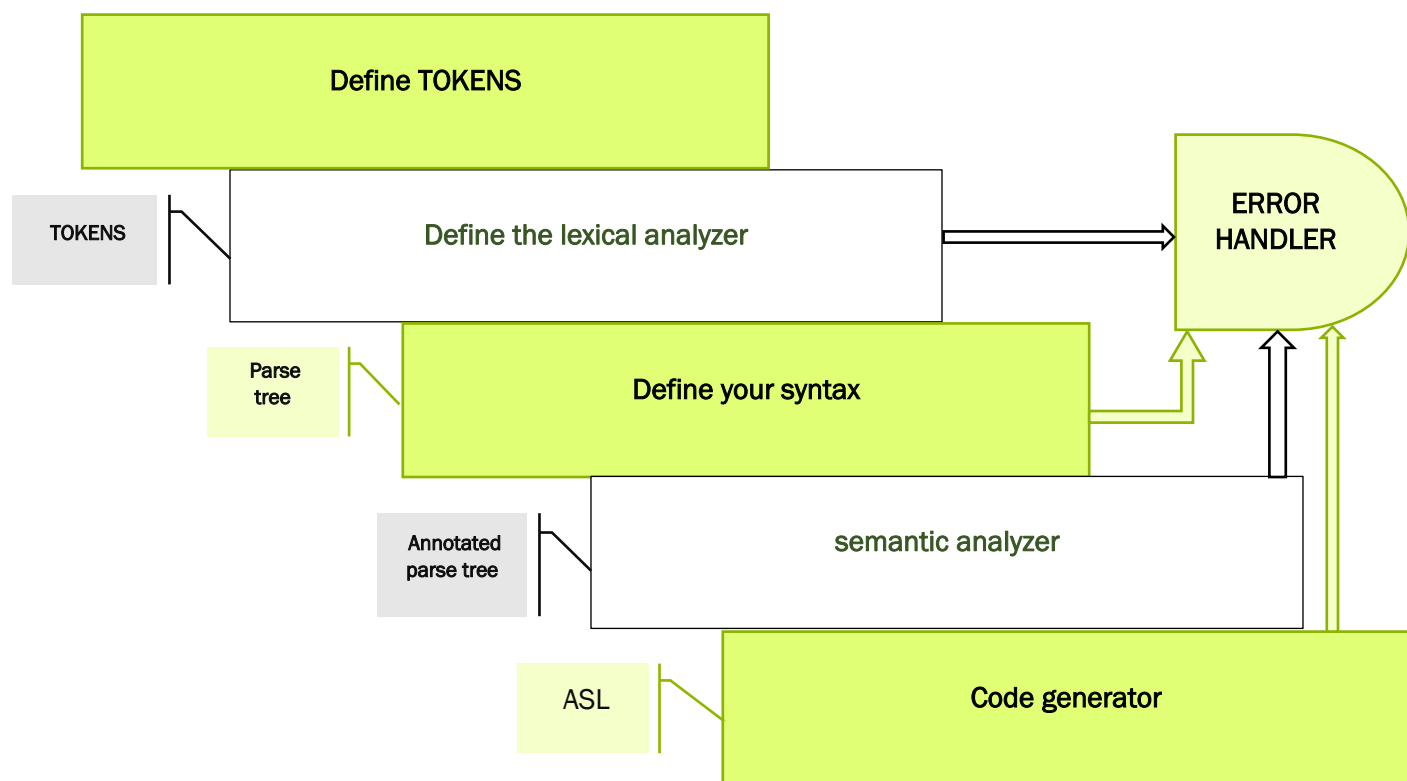 Define TOKENS
TOKENS
Define the lexical analyzer
ERROR
HANDLER
Parse
tree
Define your syntax
Annotated
parse tree
semantic analyzer
ASL
Code generator